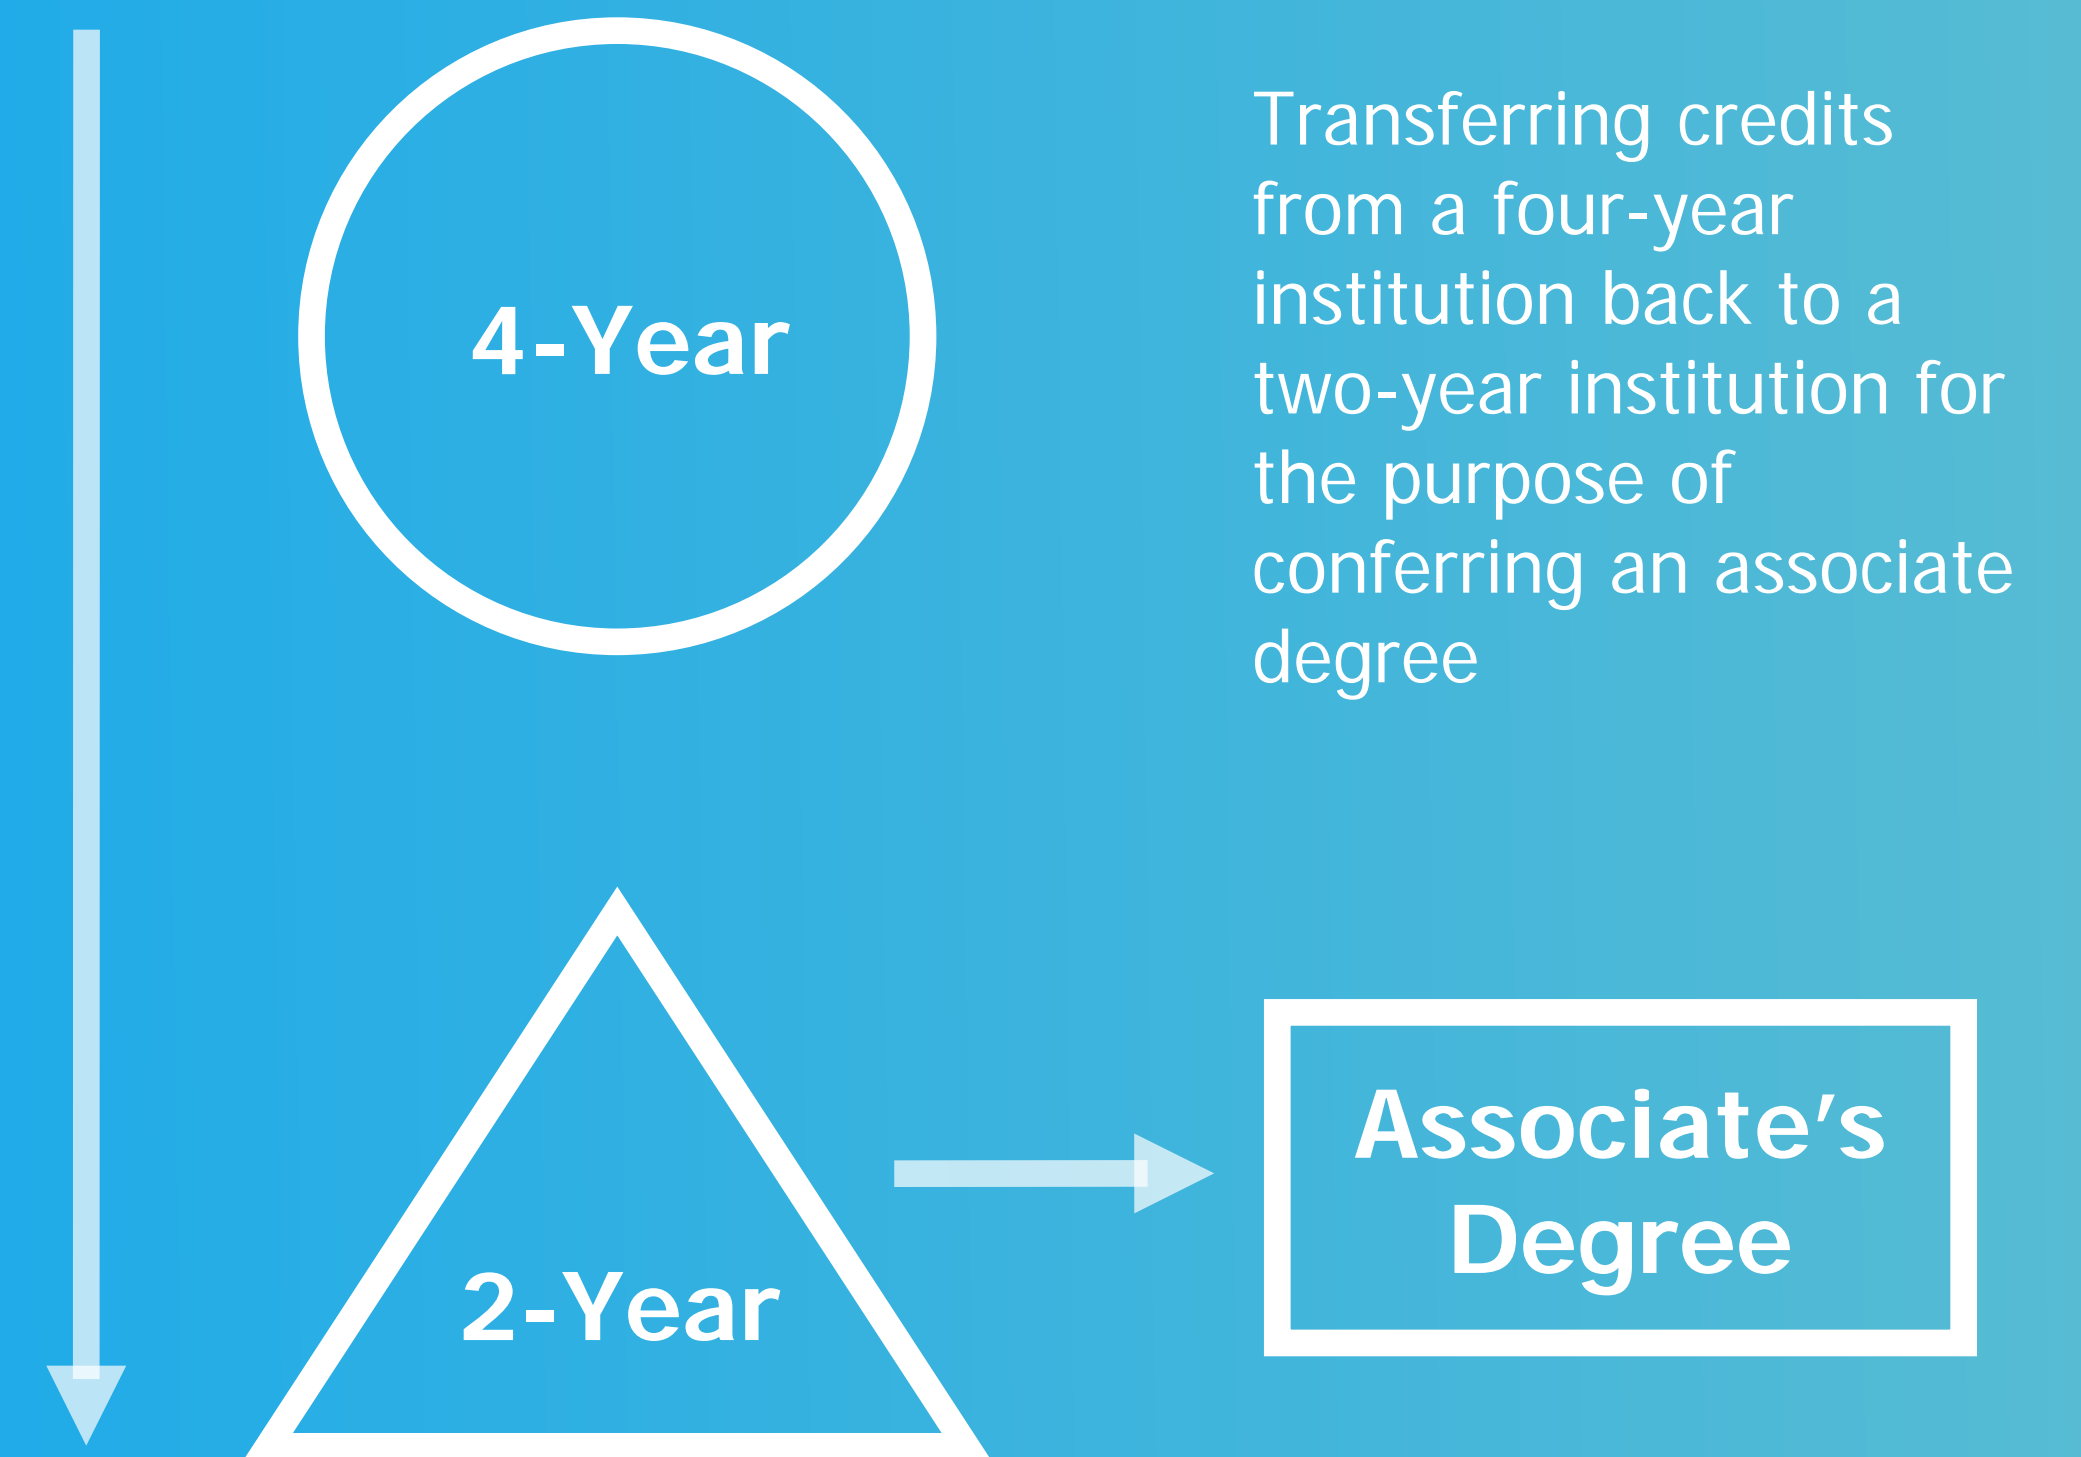 4-Year
Transferring credits
from a four-year
institution back to a
two-year institution for
the purpose of
conferring an associate
degree
2-Year
Associate’s
Degree